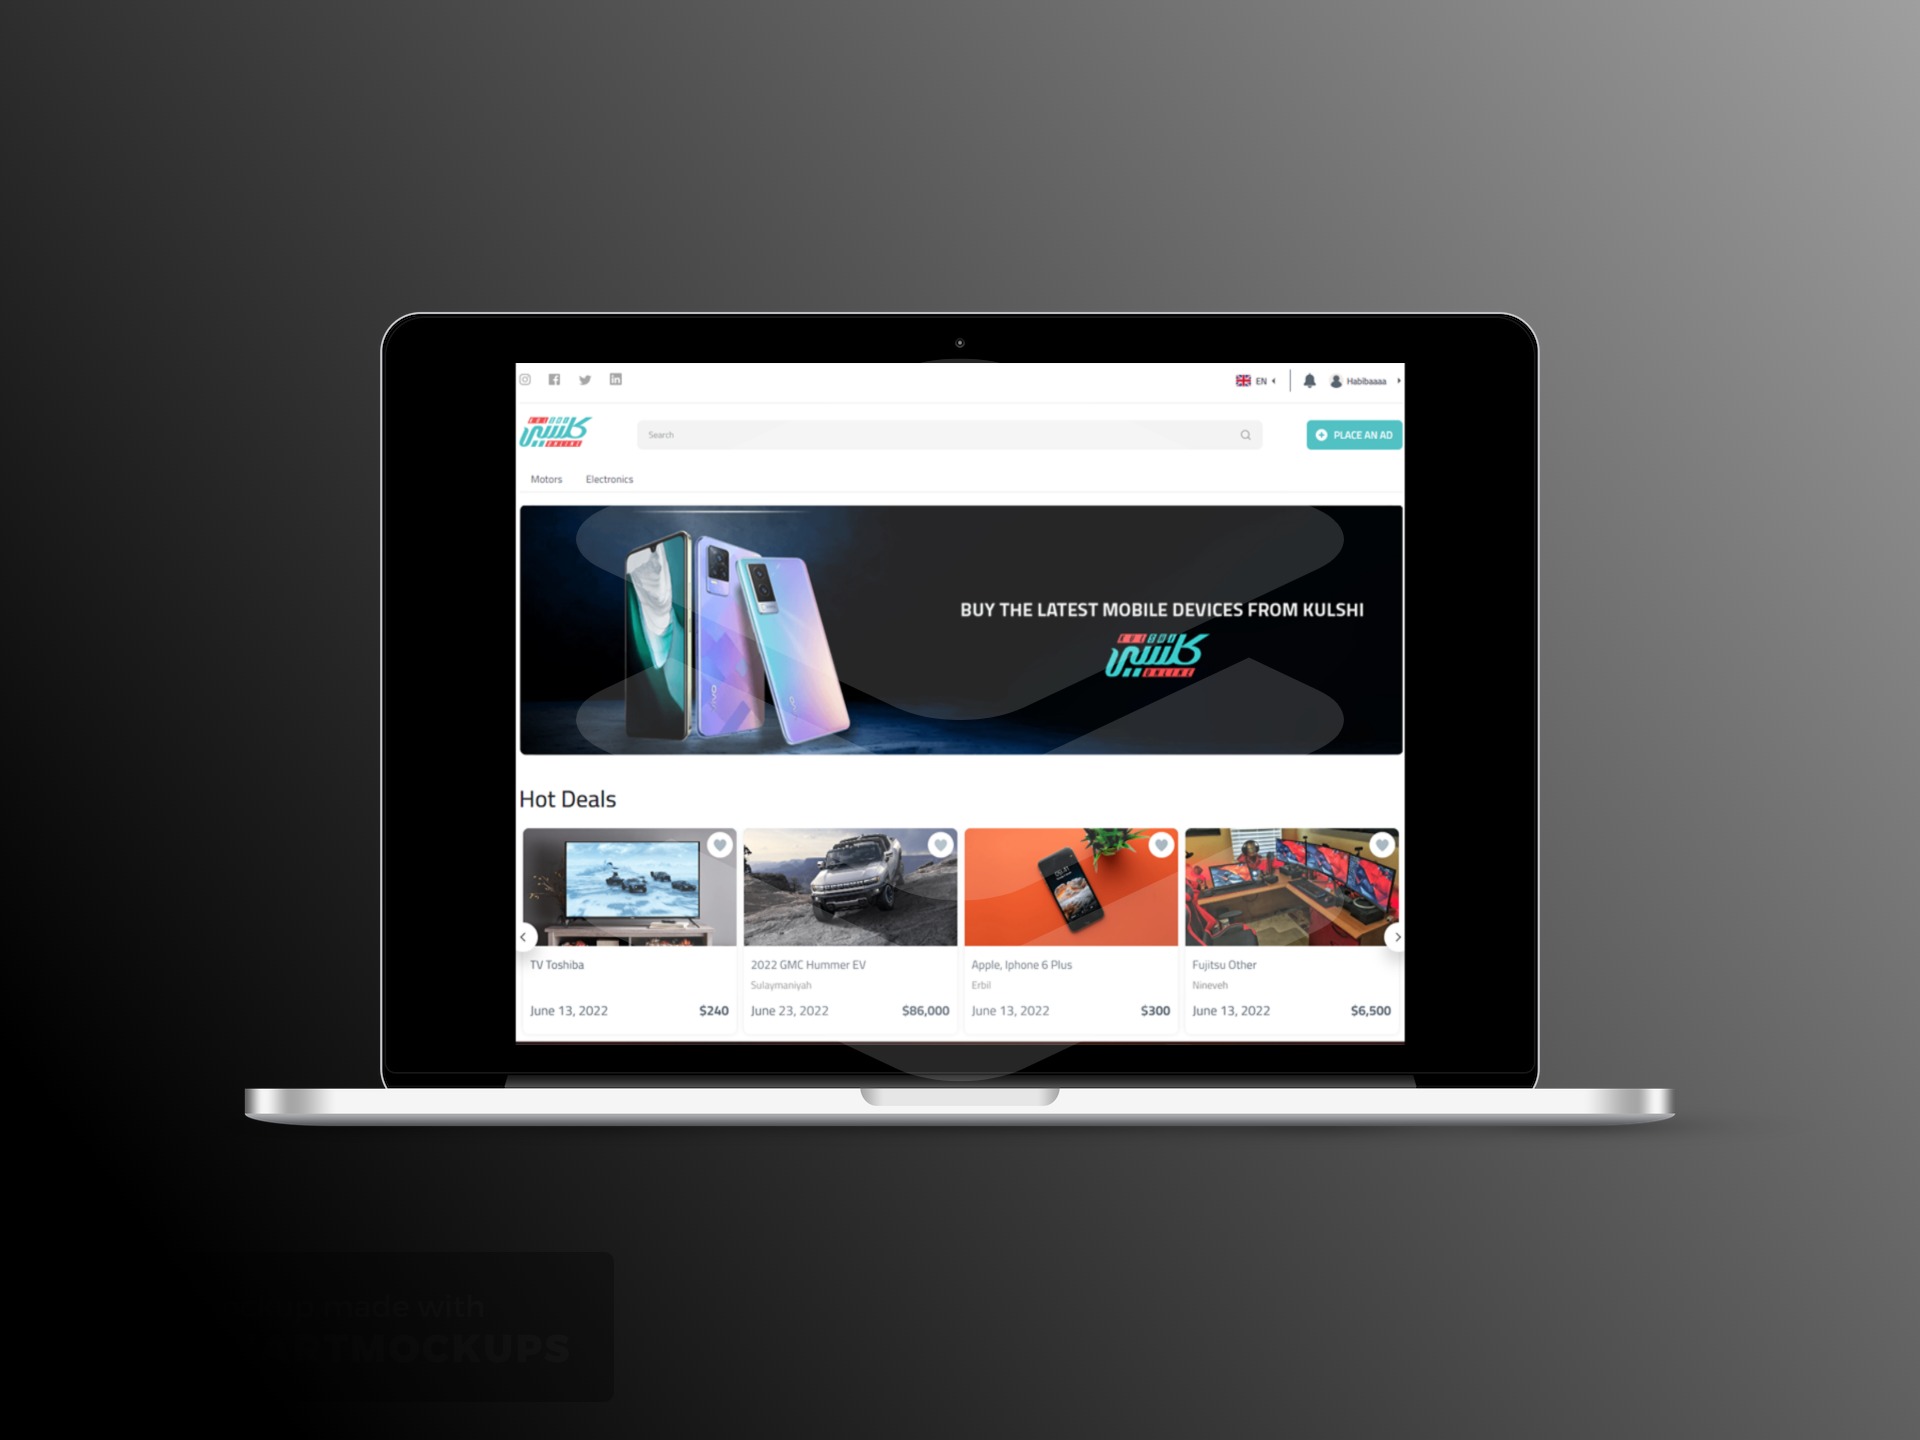 EN
Habibaaaa
كلشي
ONLINE
Search
PLACE AN AD
Motors
Electronics
BUY THE LATEST MOBILE DEVICES FROM KULSHI
كلشي
ONLINE
Hot Deals
TV Toshiba
June 13, 2022 $240
2022 GMC Hummer EV
Sulaymaniyah
June 23, 2022 $86,000
Apple, Iphone 6 Plus
Erbil
June 13, 2022 $300
Fujitsu Other
Nineveh
June 13, 2022 $6,500
made with
MOCKUPS